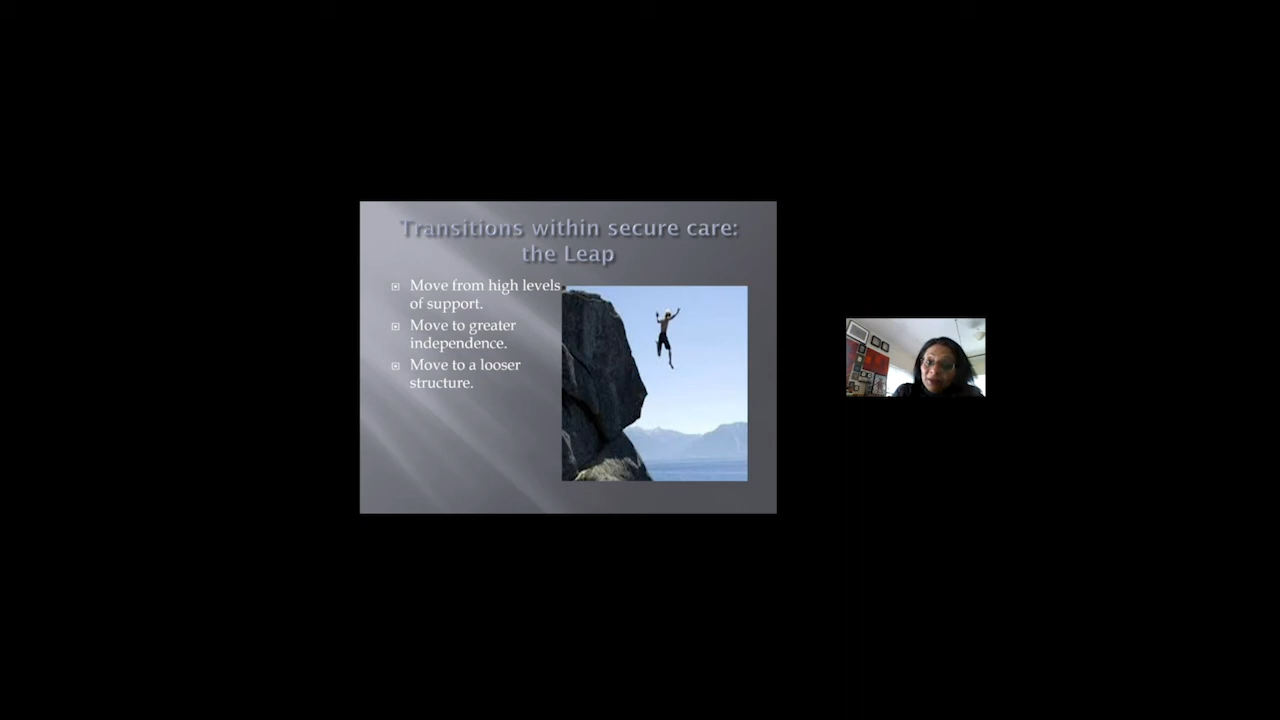 Transitions within secure care:
the Leap
Move from high levels
of support.
Move to greater
independence.
Move to a looser
structure.